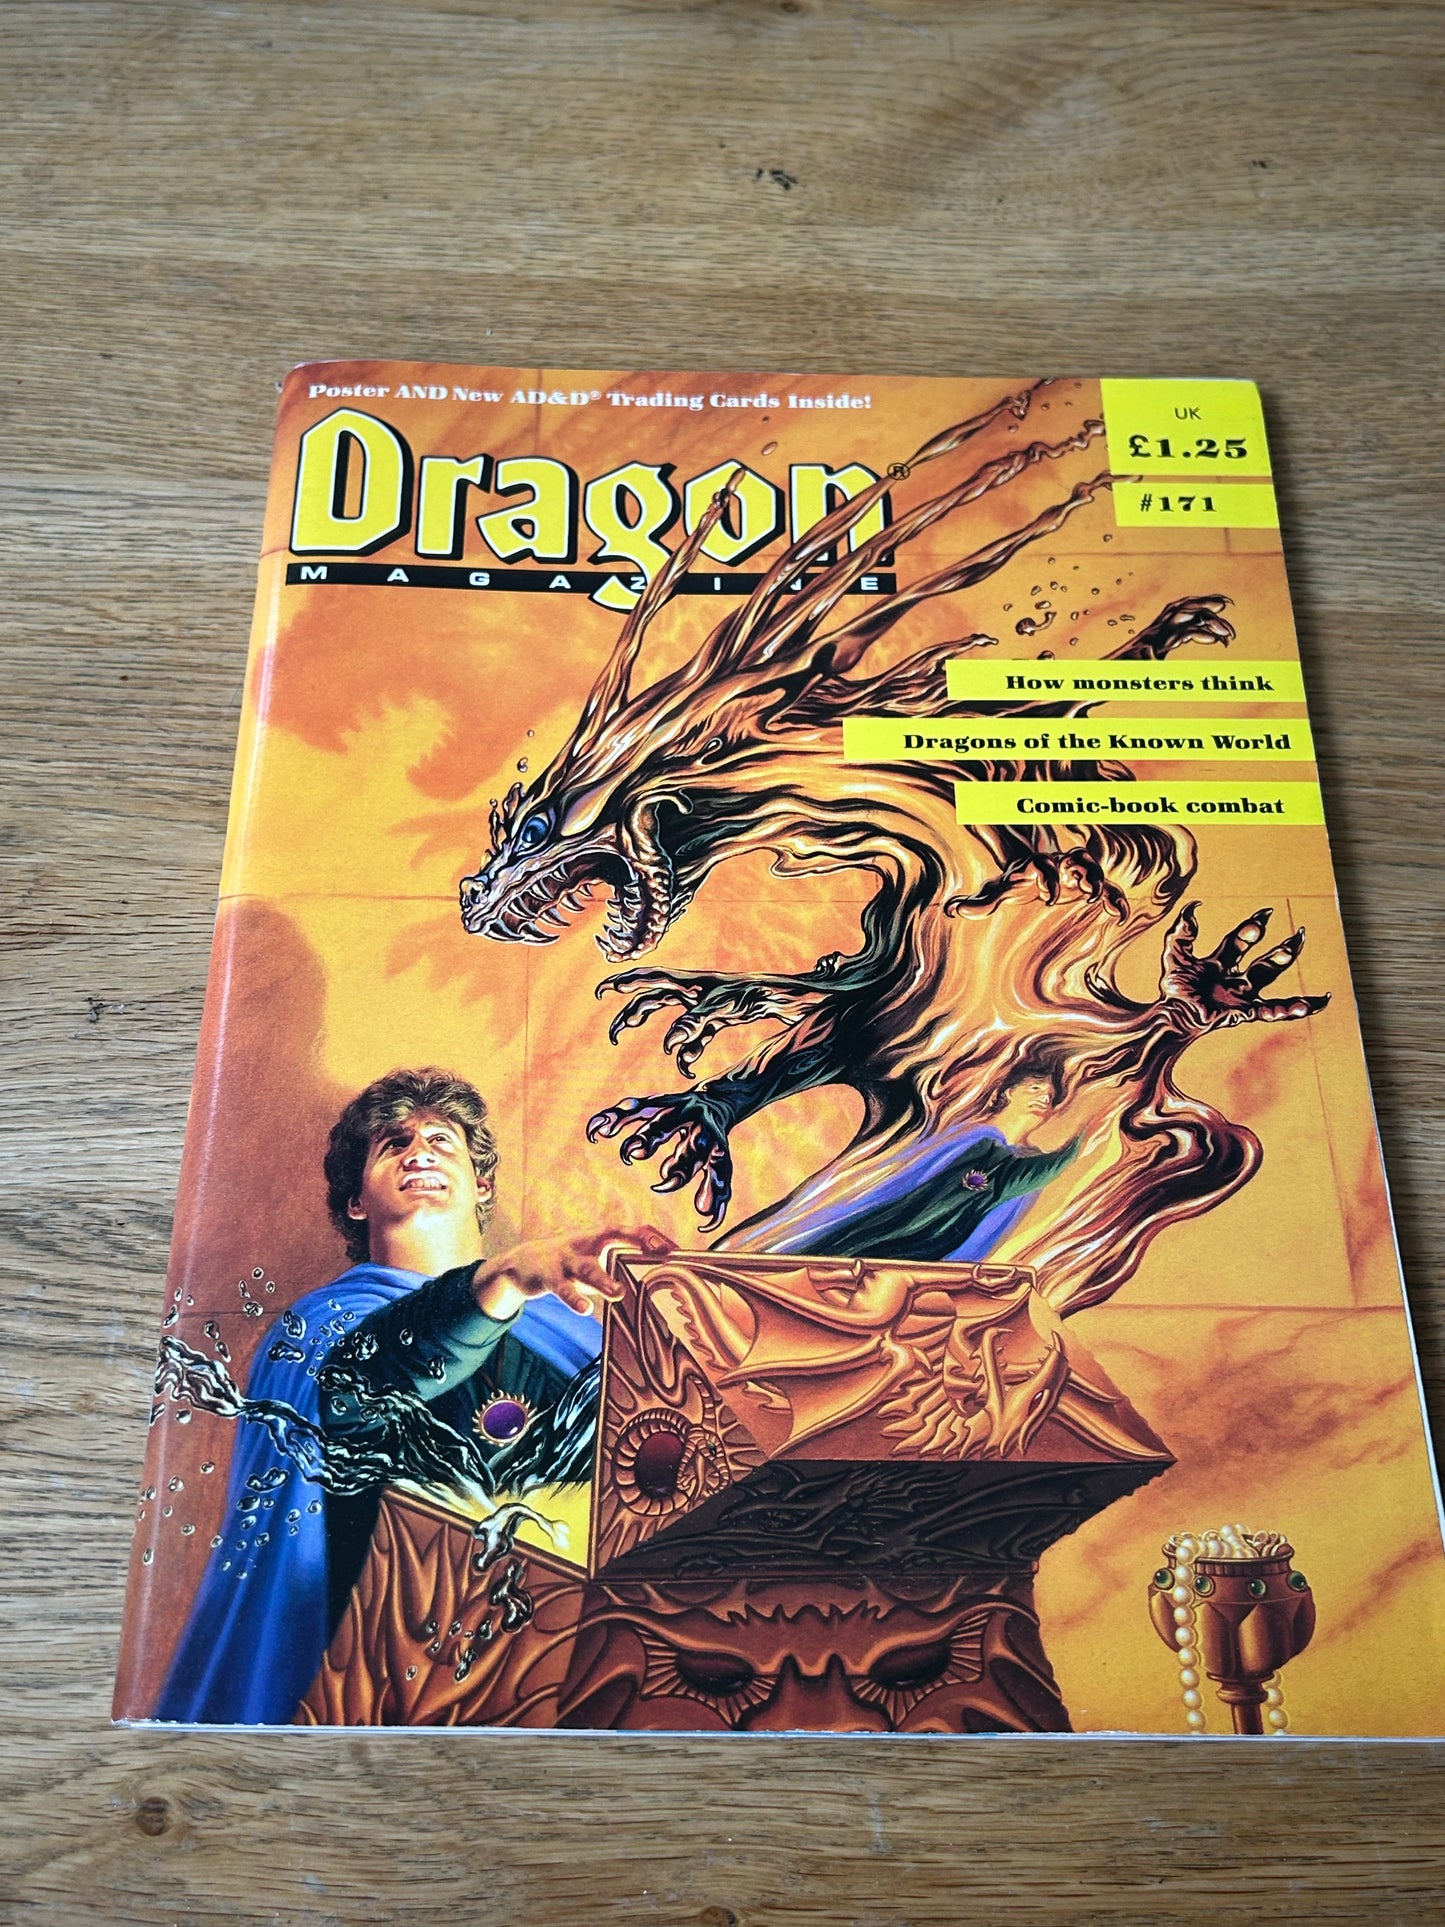 Poster AND New AD&D® Trading Cards Inside!
Dragon®
MAGAZINE
UK
£1.25
#171
How monsters think
Dragons of the Known World
Comic-book combat